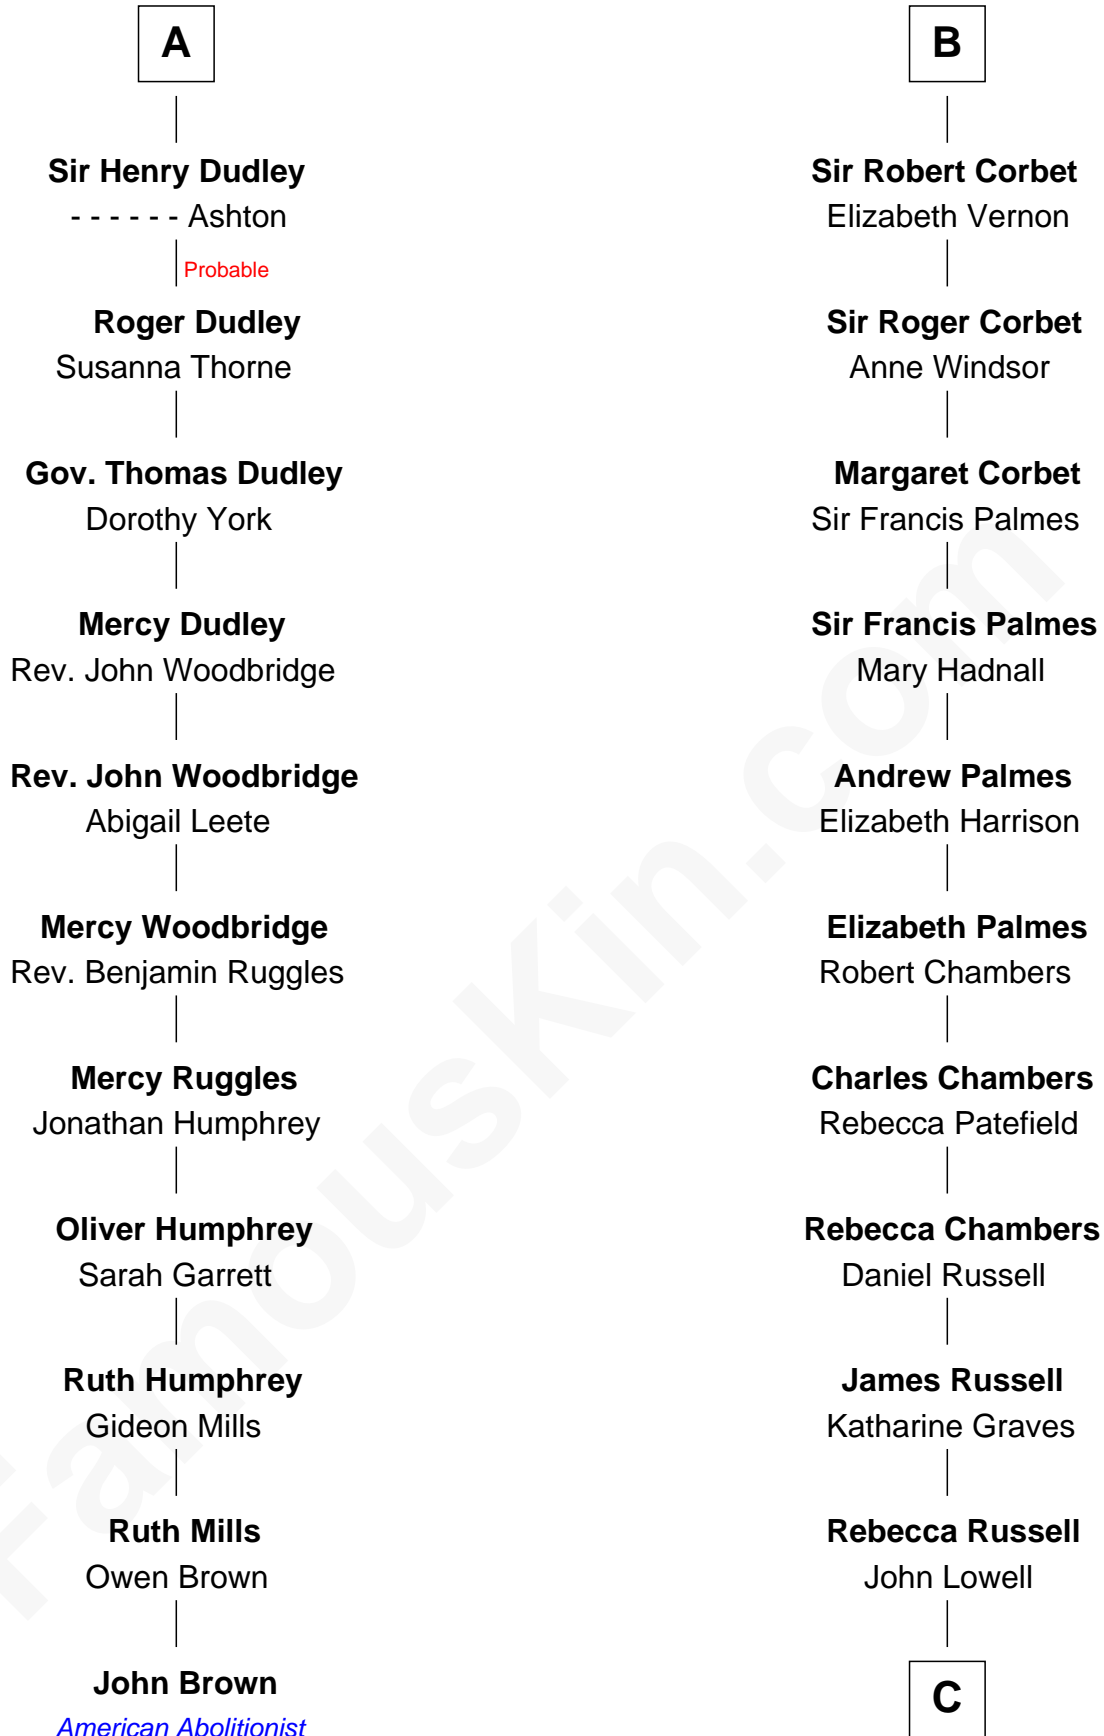 A
Sir Henry Dudley
- - - - - - Ashton
Probable
Roger Dudley
Susanna Thorne
Gov. Thomas Dudley
Dorothy York
Mercy Dudley
Rev. John Woodbridge
Rev. John Woodbridge
Abigail Leete
Mercy Woodbridge
Rev. Benjamin Ruggles
Mercy Ruggles
Jonathan Humphrey
Oliver Humphrey
Sarah Garrett
Ruth Humphrey
Gideon Mills
Ruth Mills
Owen Brown
John Brown
American Abolitionist
B
Sir Robert Corbet
Elizabeth Vernon
Sir Roger Corbet
Anne Windsor
Margaret Corbet
Sir Francis Palmes
Sir Francis Palmes
Mary Hadnall
Andrew Palmes
Elizabeth Harrison
Elizabeth Palmes
Robert Chambers
Charles Chambers
Rebecca Patefield
Rebecca Chambers
Daniel Russell
James Russell
Katharine Graves
Rebecca Russell
John Lowell
C
FamousKin.com